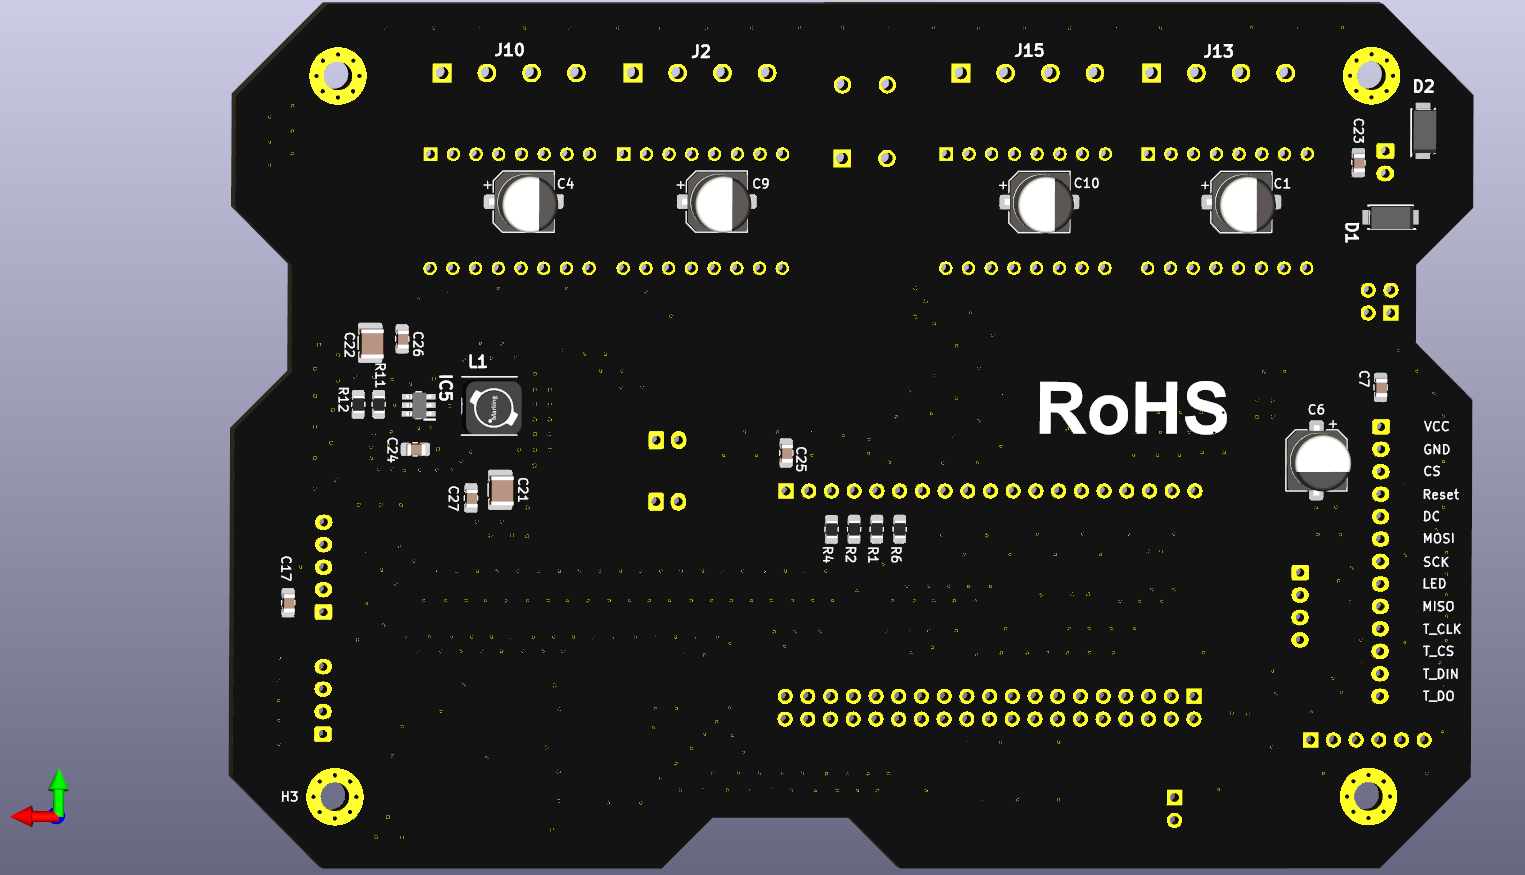 J10
J2
J15
J13
D2
C23
+
C4
+
C9
+
C10
+
C1
D1
C22
C26
L1
R11
IC5
R12
Marking
C7
RoHS
C6
+
C24
C25
C27
C21
VCC
GND
CS
Reset
DC
MOSI
SCK
LED
MISO
T_CLK
T_CS
T_DIN
T_DO
R4
R2
R1
R6
C17
H3